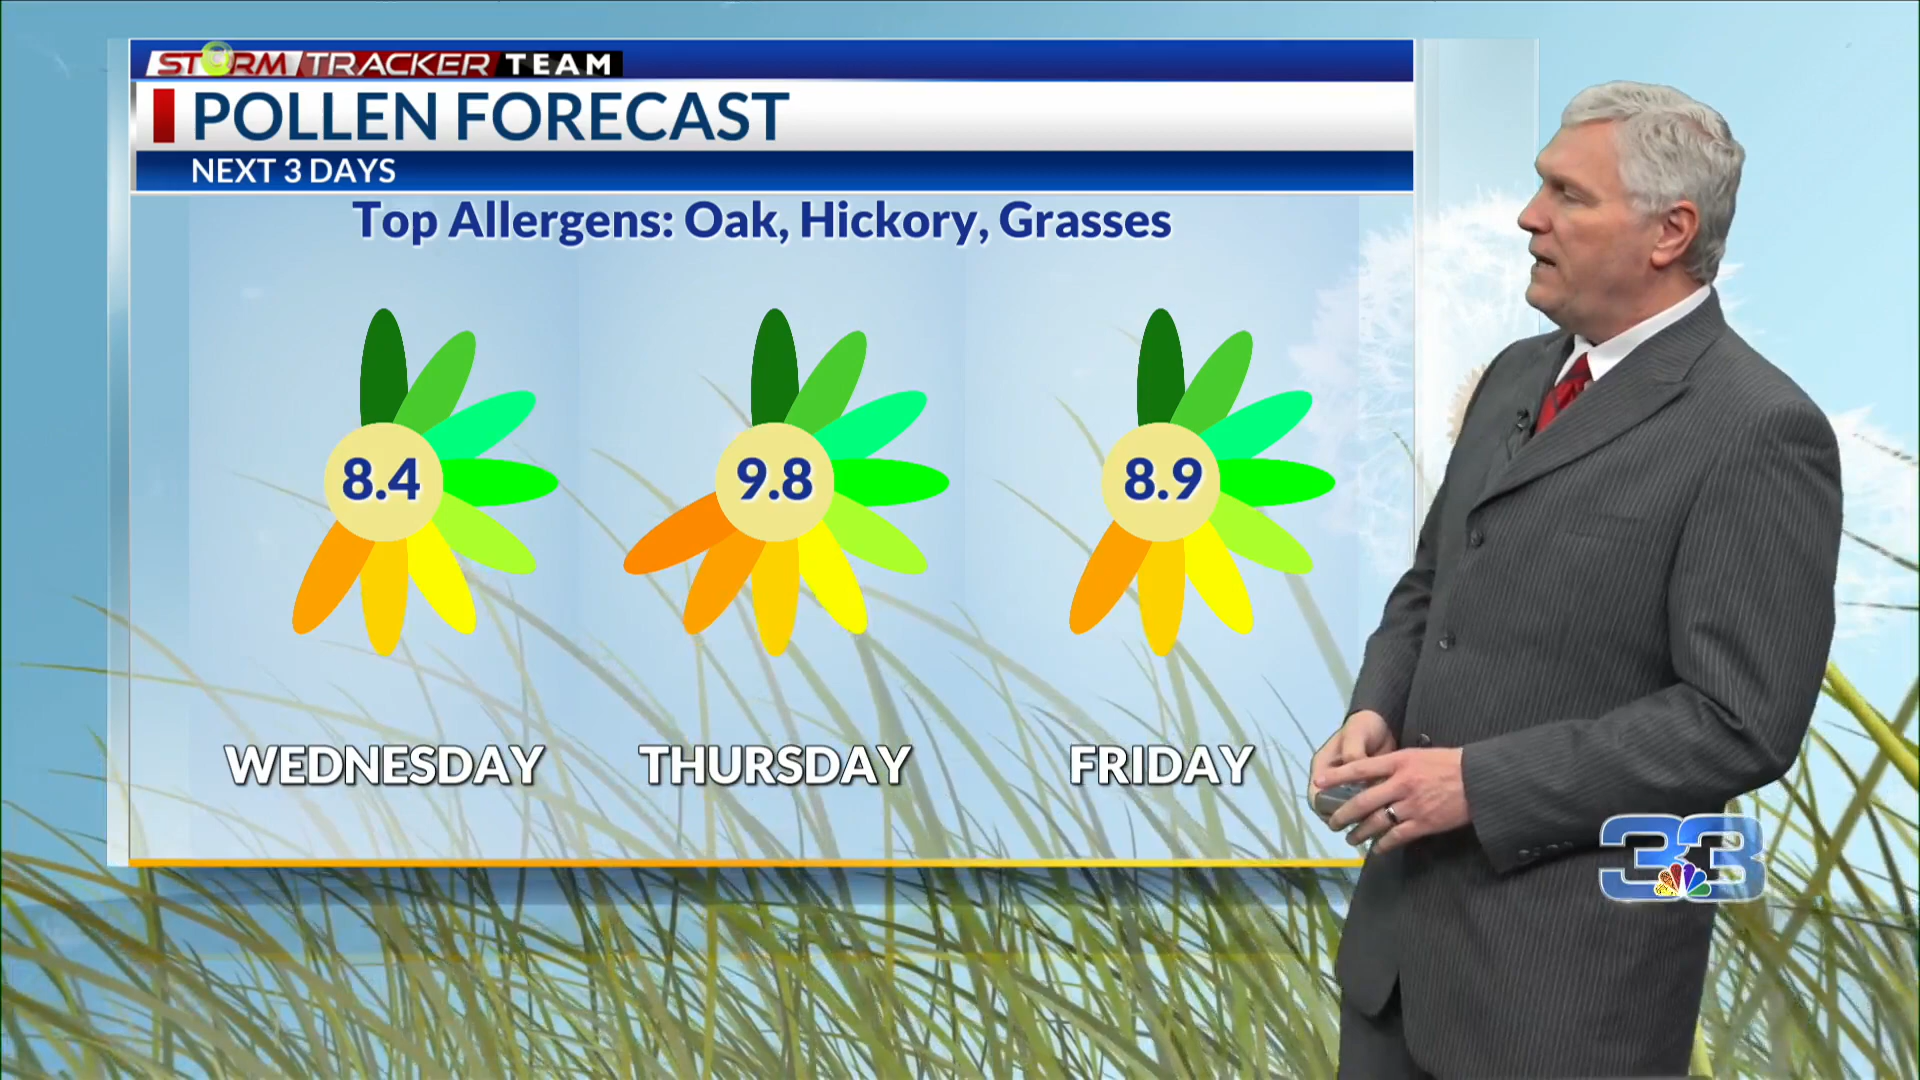 STORM TRACKER TEAM
POLLEN FORECAST
NEXT 3 DAYS
Top Allergens: Oak, Hickory, Grasses
8.4
9.8
8.9
WEDNESDAY
THURSDAY
FRIDAY
33